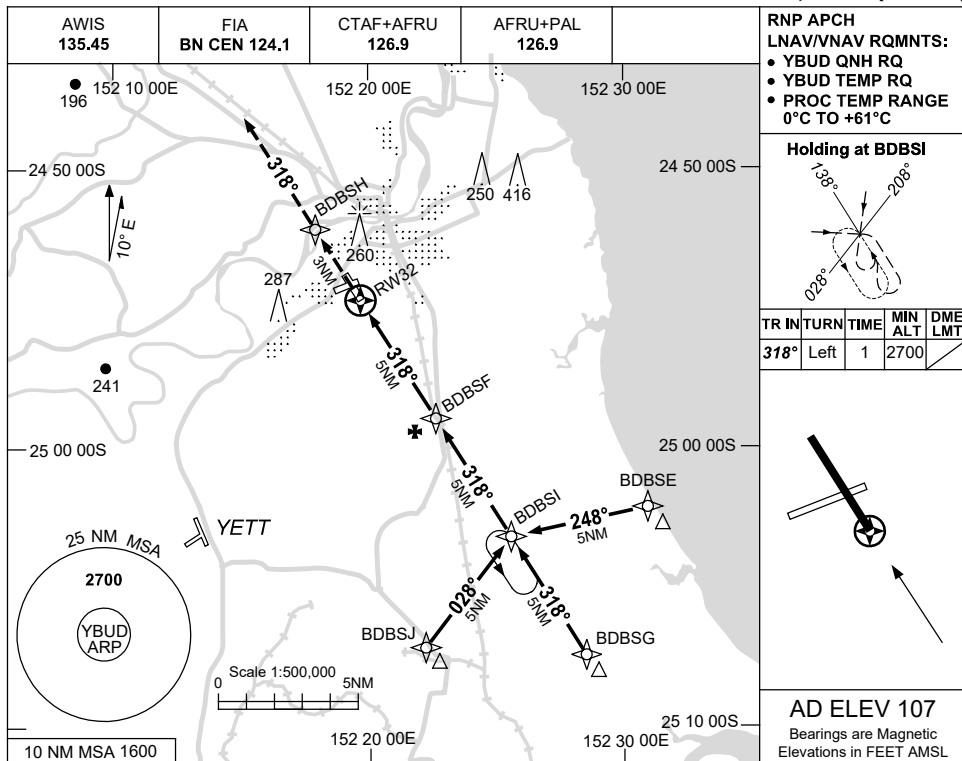 AWIS
135.45
FIA
BN CEN 124.1
CTAF+AFRU
126.9
AFRU+PAL
126.9
RNP APCH
LNAV/VNAV RQMNTS:
• YBUD QNH RQ
• YBUD TEMP RQ
• PROC TEMP RANGE
0°C TO +61°C
Holding at BDBSI
138°
208°
028°
TR IN TURN TIME MIN ALT DME LMT
318° Left 1 2700
AD ELEV 107
Bearings are Magnetic
Elevations in FEET AMSL
152 10 00E
152 20 00E
152 30 00E
196
24 50 00S
24 50 00S
318°
BDBSH
250
416
10° E
260
3NM
RW32
287
318°
5NM
241
BDBSF
25 00 00S
25 00 00S
318°
5NM
BDBSI
BDBSE
248°
5NM
YETT
25 NM MSA
2700
YBUD
ARP
028°
5NM
318°
5NM
BDBSJ
BDBSG
Scale 1:500,000
0
5NM
25 10 00S
10 NM MSA 1600
152 20 00E
152 30 00E